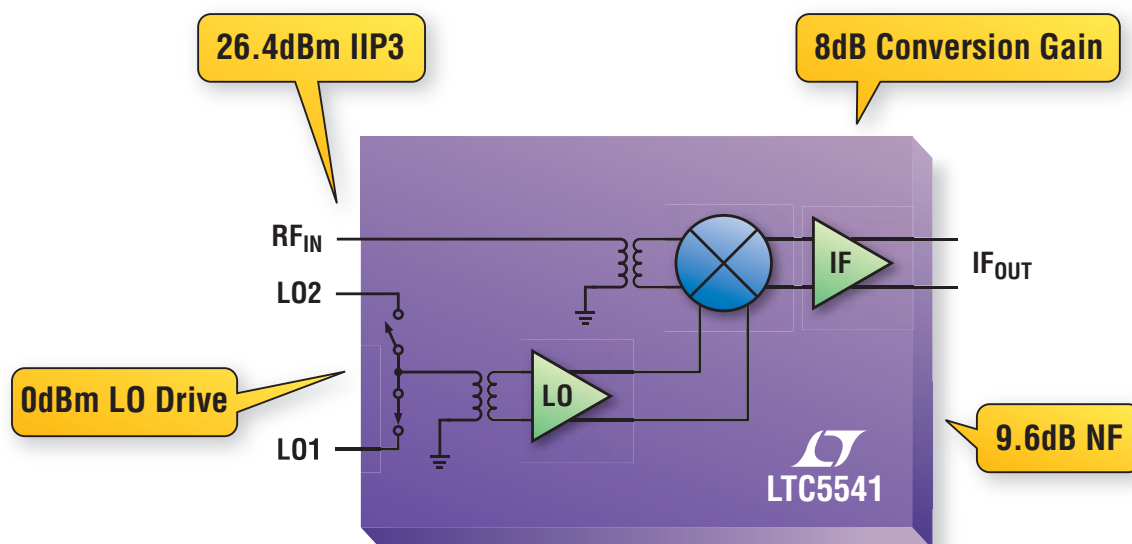 26.4dBm IIP3
8dB Conversion Gain
RFIN
LO2
IF
IFOUT
0dBm LO Drive
LO
LO1
9.6dB NF
LTC5541